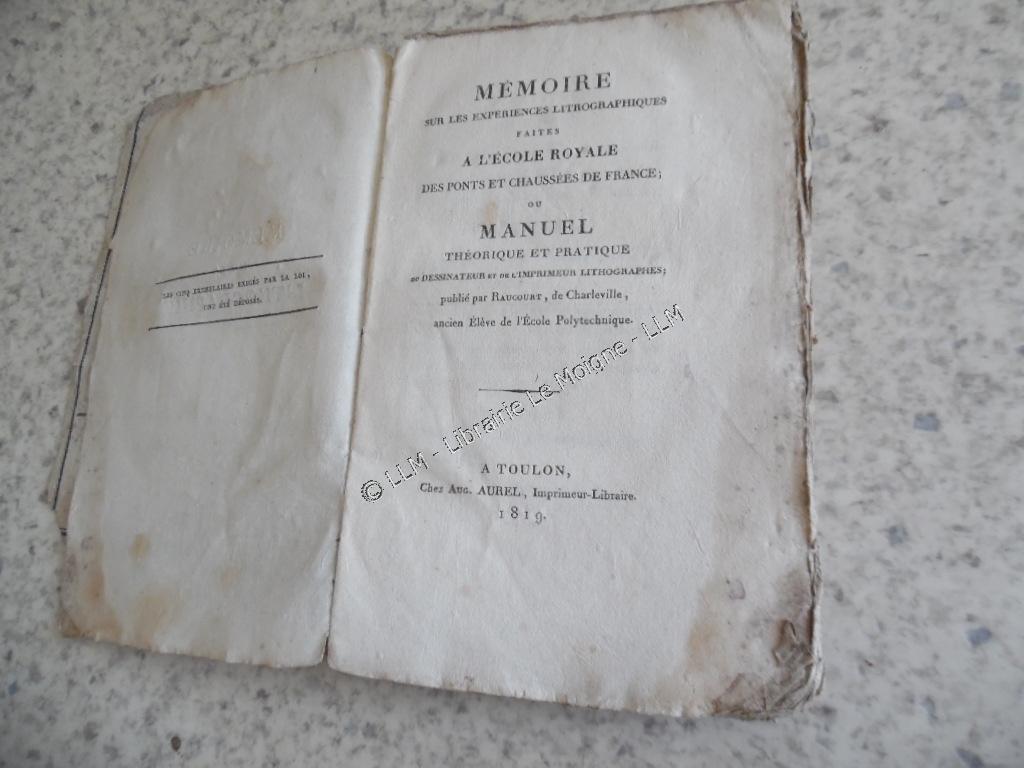 LES CINQ EXEMPLAIRES EXIGÉS PAR LA LOI,
ONT ÉTÉ DÉPOSÉS.
MÉMOIRE
SUR LES EXPERIENCES LITROGRAPHIQUES
FAITES
A L'ÉCOLE ROYALE
DES PONTS ET CHAUSSÉES DE FRANCE;
OU
MANUEL
THÉORIQUE ET PRATIQUE
DU DESSINATEUR ET DE L'IMPRIMEUR LITHOGRAPHES;
publié par RAUCOURT, de Charleville,
ancien Élève de l'École Polytechnique.
A TOULON,
Chez AUG. AUREL, Imprimeur-Libraire.
1819.
© LLM - Librairie Le Moigne - LLM